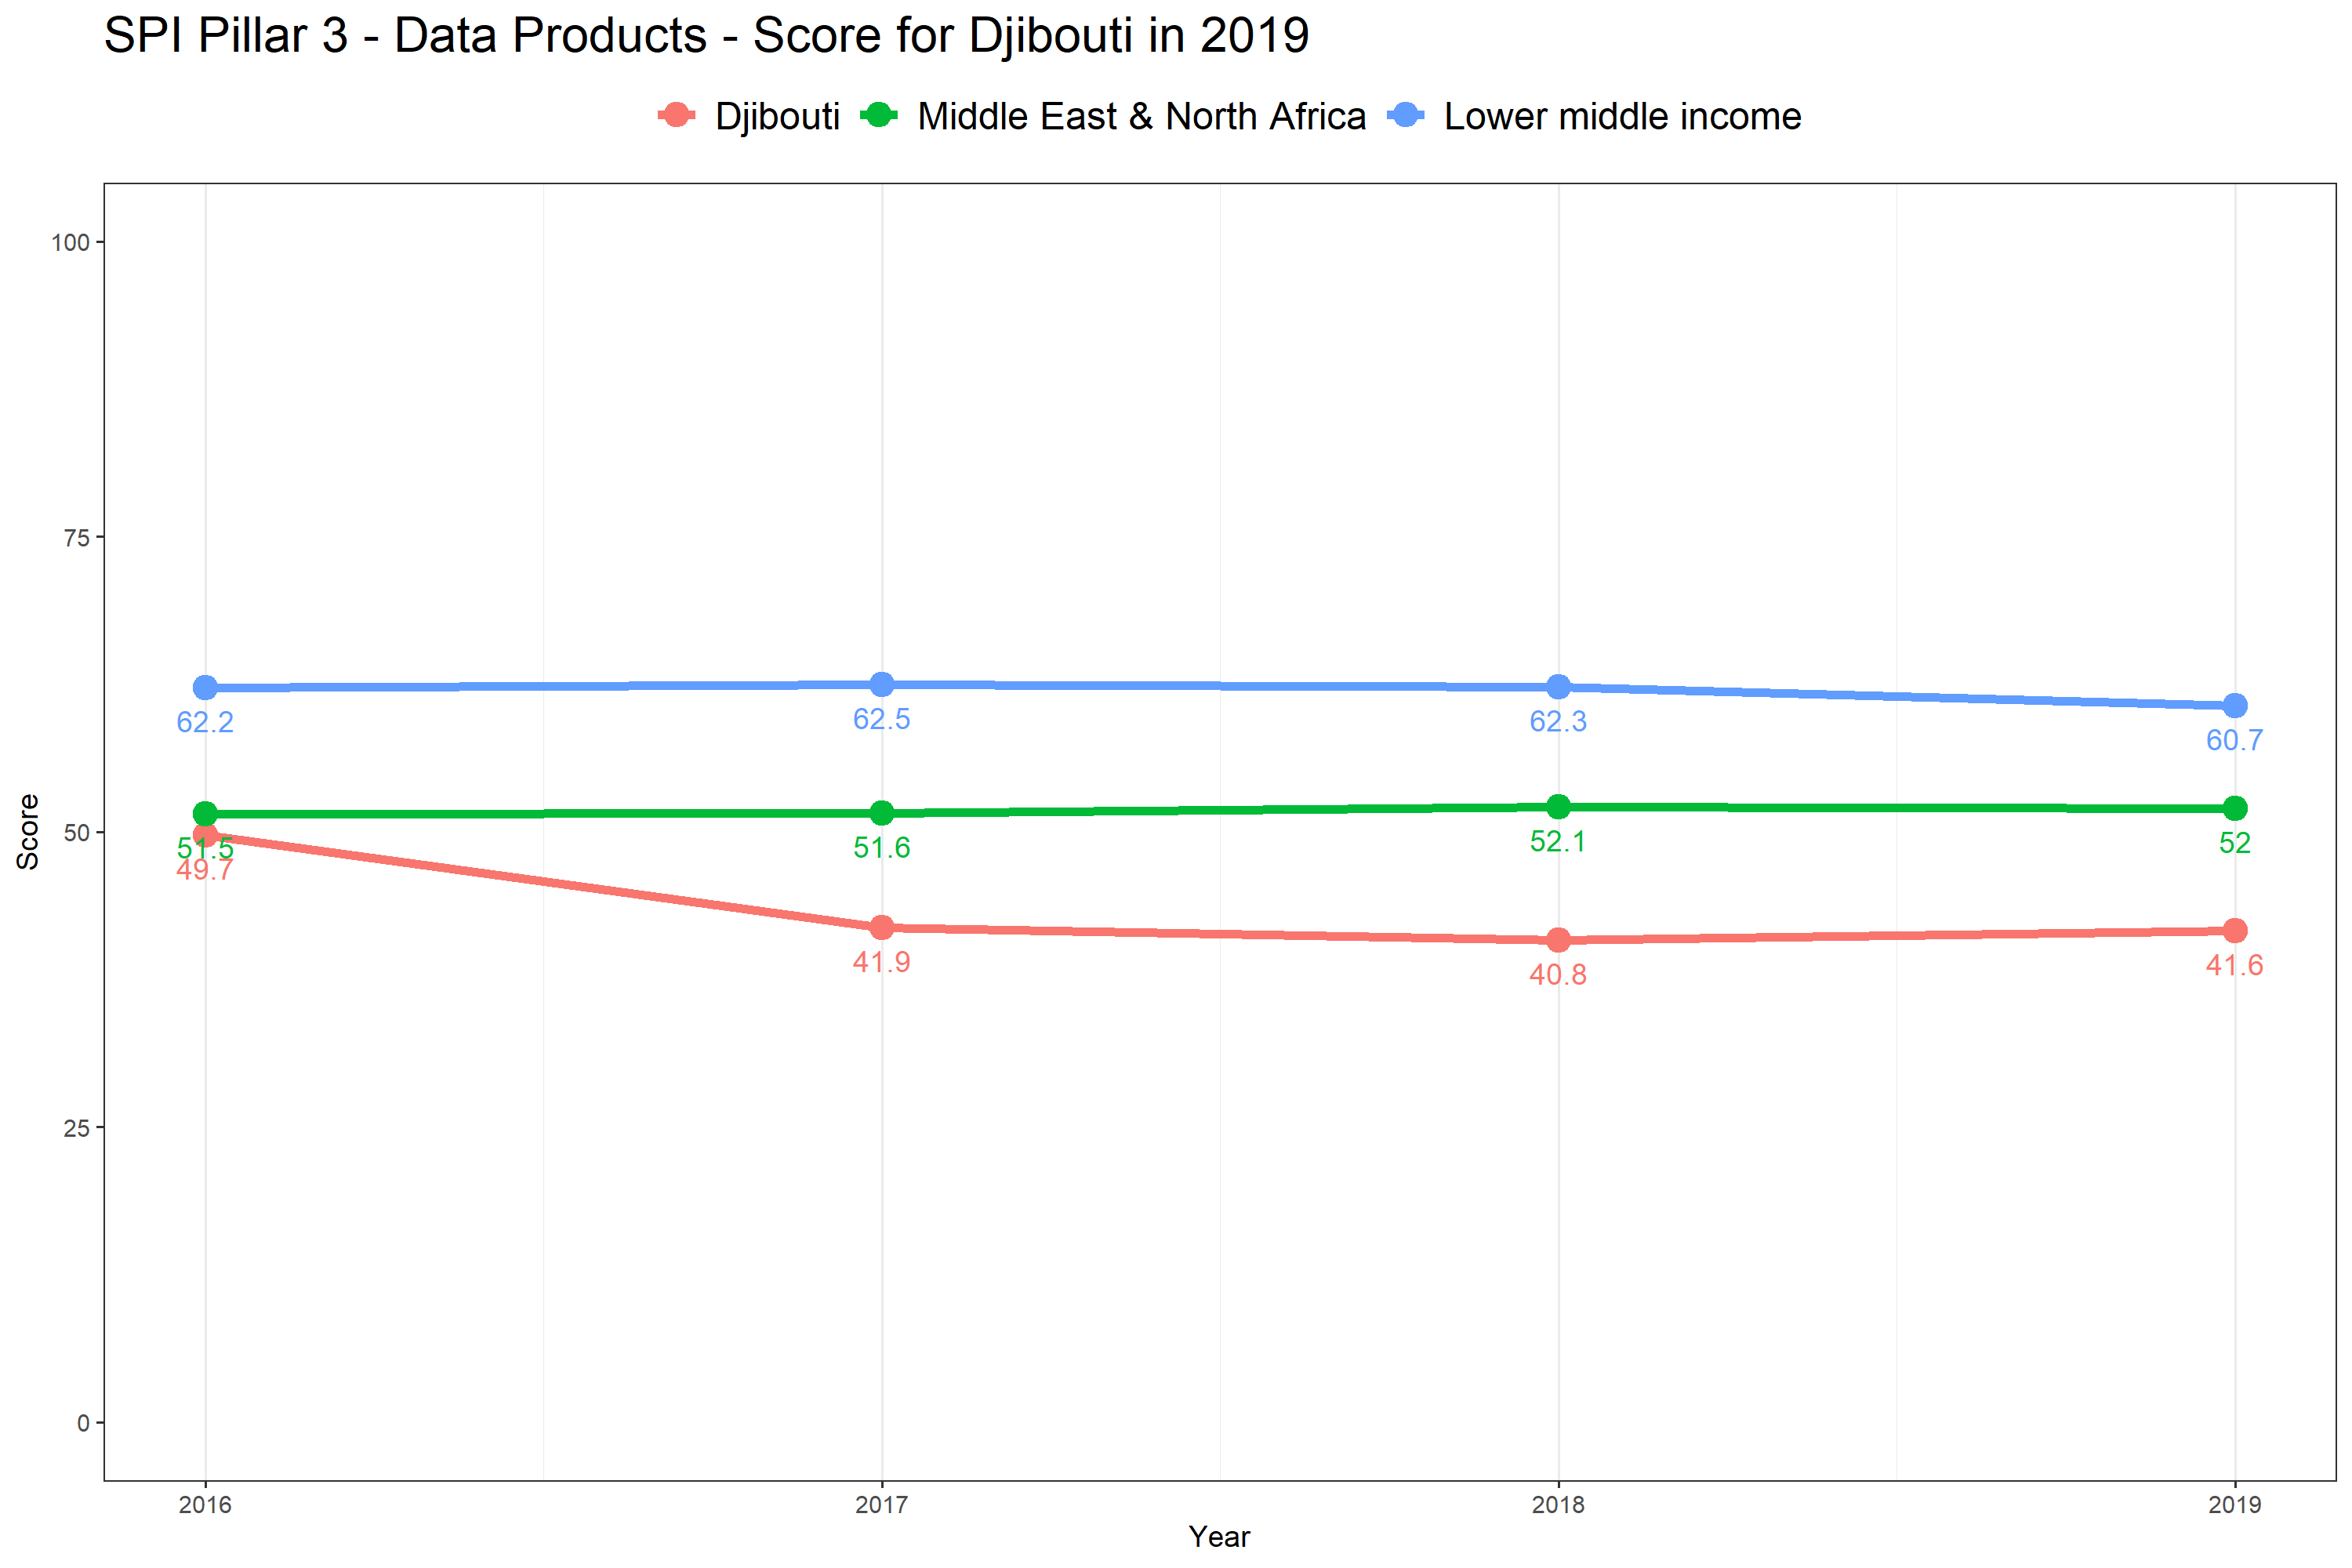 SPI Pillar 3 - Data Products - Score for Djibouti in 2019
Djibouti Middle East & North Africa Lower middle income
100
75
50
25
0
Score
62.2 62.5 62.3 60.7
51.5 51.6 52.1 52
49.7 41.9 40.8 41.6
2016 2017 2018 2019
Year